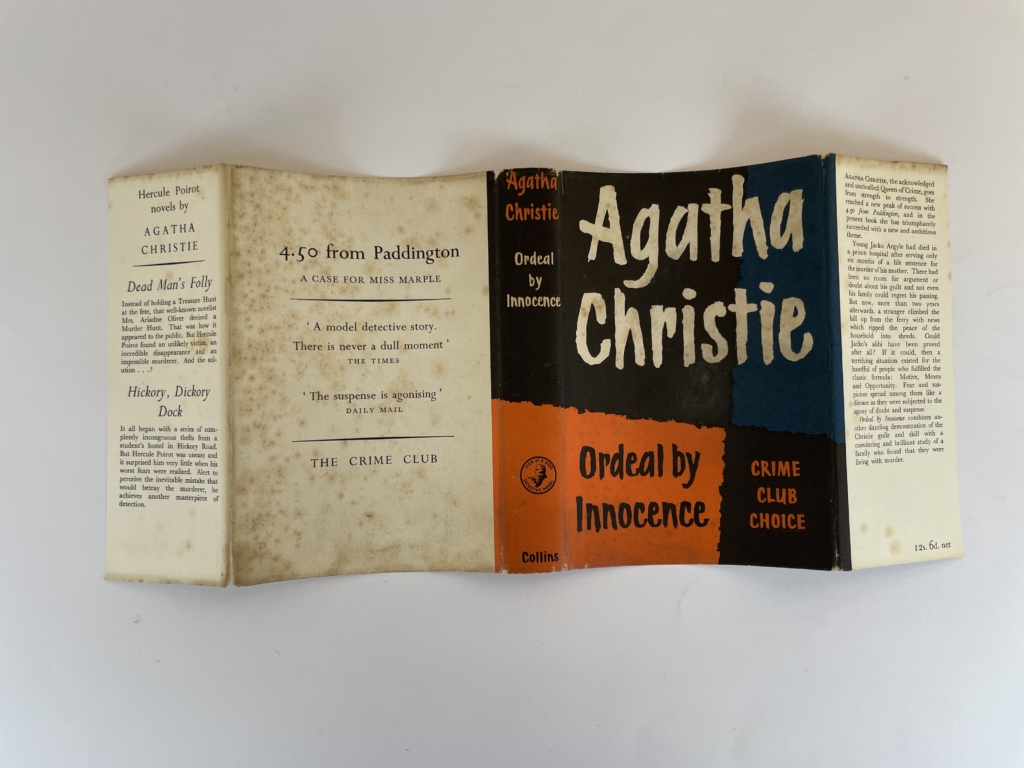 Hercule Poirot
novels by
AGATHA
CHRISTIE
Dead Man's Folly
Instead of holding a Treasure Hunt
at the fete, that well-known novelist
Mrs. Ariadne Oliver devised a
Murder Hunt. That was how it
appeared to the public. But Hercule
Poirot found an unlikely victim, an
incredible disappearance and an
impossible murderer. And the sol-
ution . . .?
Hickory, Dickory
Dock
It all began with a series of com-
pletely incongruous thefts from a
student's hostel in Hickory Road.
But Hercule Poirot was uneasy and
it surprised him very little when his
worst fears were realised. Alert to
perceive the inevitable mistake that
would betray the murderer, he
achieves another masterpiece of
detection.
4.50 from Paddington
A CASE FOR MISS MARPLE
' A model detective story.
There is never a dull moment '
THE TIMES
' The suspense is agonising '
DAILY MAIL
THE CRIME CLUB
Agatha
Christie
Ordeal
by
Innocence
Collins
Agatha
Christie
Ordeal by
Innocence
CRIME
CLUB
CHOICE
AGATHA CHRISTIE, the acknowledged
and unrivalled Queen of Crime, goes
from strength to strength. She
reached a new peak of success with
4.50 from Paddington, and in the
present book she has triumphantly
succeeded with a new and ambitious
theme.
Young Jacko Argyle had died in
a prison hospital after serving only
six months of a life sentence for
the murder of his mother. There had
been no room for argument or
doubt about his guilt and not even
his family could regret his passing.
But now, more than two years
afterwards, a stranger climbed the
hill up from the ferry with news
which ripped the peace of the
household into shreds. Could
Jacko's alibi have been proved
after all? If it could, then a
terrifying situation existed for the
handful of people who fulfilled the
classic formula: Motive, Means
and Opportunity. Fear and sus-
picion spread among them like a
disease as they were subjected to the
agony of doubt and suspense.
Ordeal by Innocence combines an-
other dazzling demonstration of the
Christie guile and skill with a
convincing and brilliant study of a
family who found that they were
living with murder.
12s. 6d. net